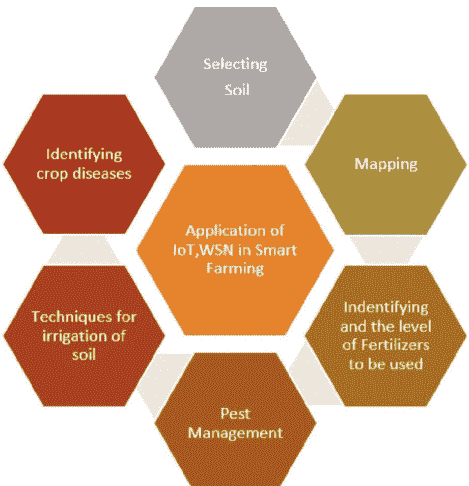 Selecting
Soil
Mapping
Indentifying
and the level
of Fertilizers
to be used
Pest
Management
Techniques for
irrigation of
soil
Identifying
crop diseases
Application of
IoT,WSN in Smart
Farming